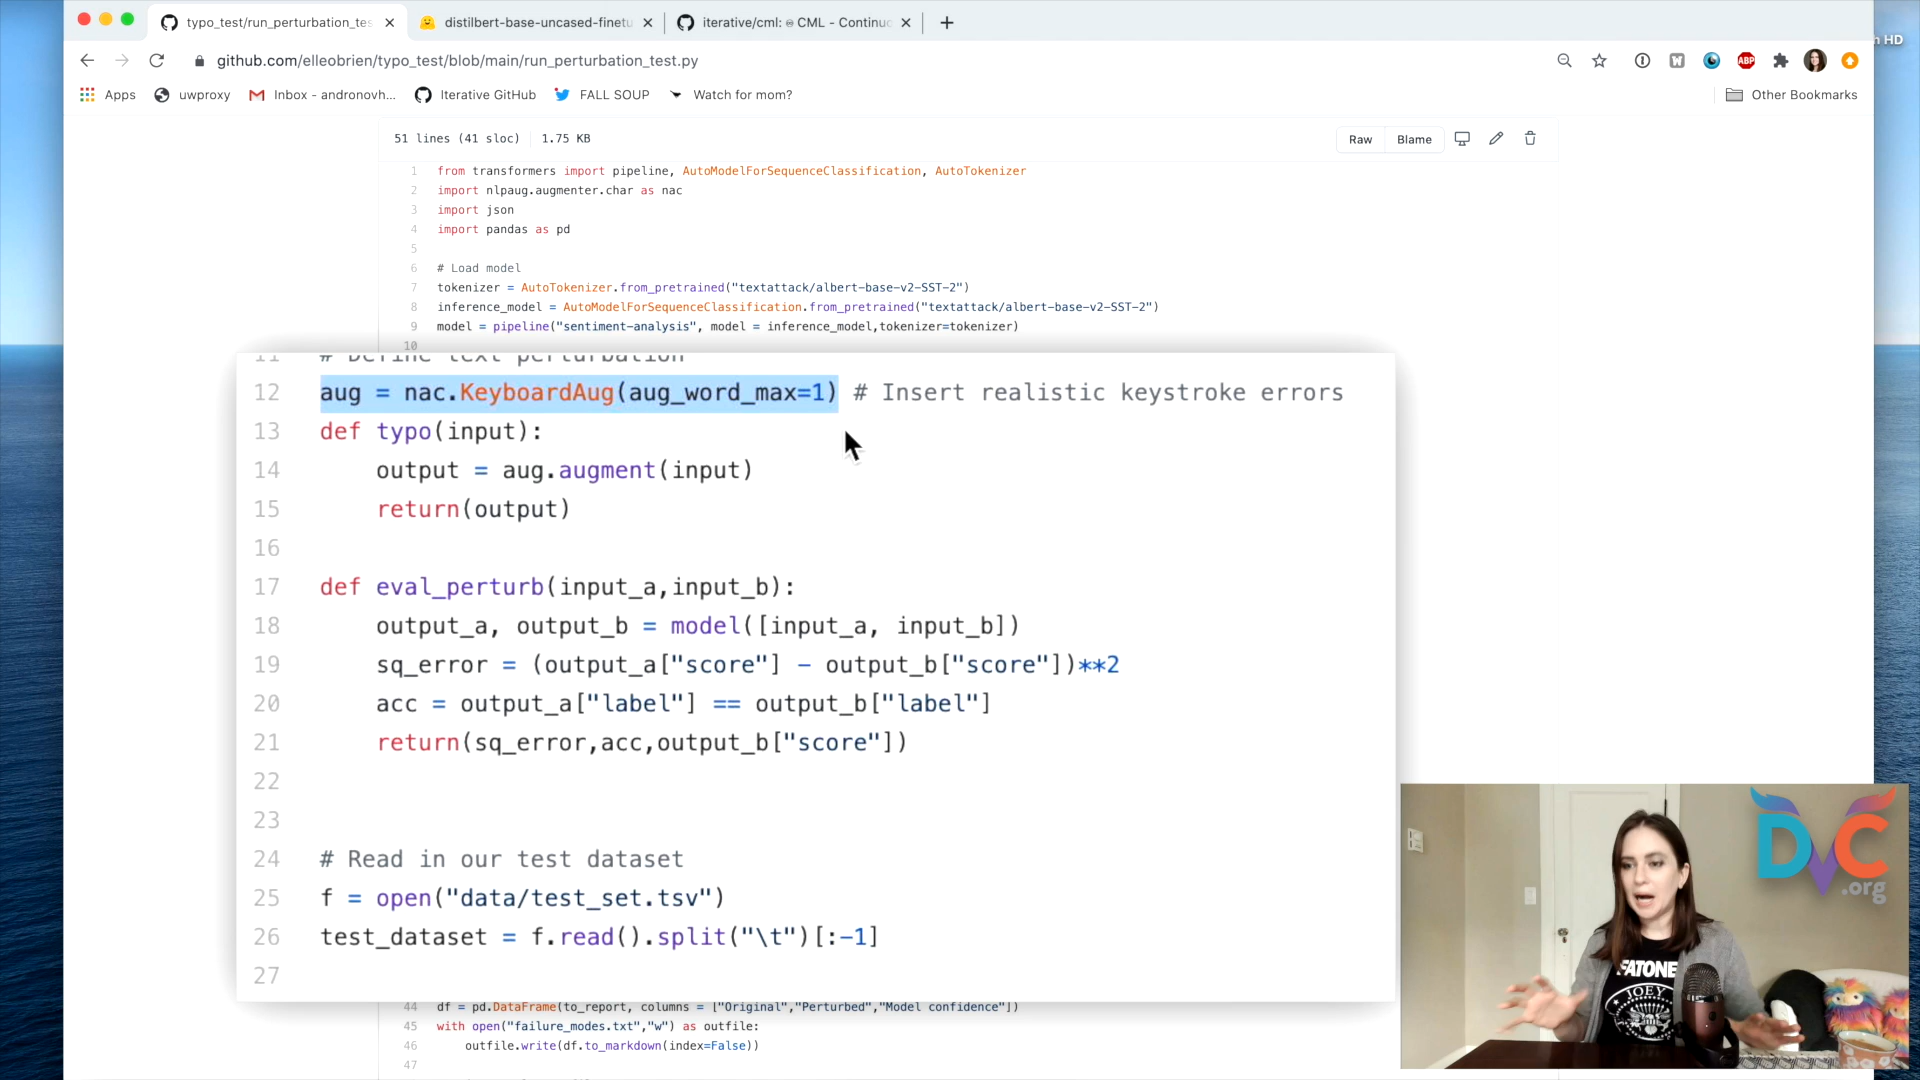 typo_test/run_perturbation_tes
distilbert-base-uncased-finetu
iterative/cml: ♾ CML - Continuo
github.com/elleobrien/typo_test/blob/main/run_perturbation_test.py
ABP
HD
Apps
uwproxy
Inbox - andronovh...
Iterative GitHub
FALL SOUP
Watch for mom?
Other Bookmarks
51 lines (41 sloc)
1.75 KB
Raw
Blame
1 from transformers import pipeline, AutoModelForSequenceClassification, AutoTokenizer
2 import nlpaug.augmenter.char as nac
3 import json
4 import pandas as pd
5
6 # Load model
7 tokenizer = AutoTokenizer.from_pretrained("textattack/albert-base-v2-SST-2")
8 inference_model = AutoModelForSequenceClassification.from_pretrained("textattack/albert-base-v2-SST-2")
9 model = pipeline("sentiment-analysis", model = inference_model,tokenizer=tokenizer)
10
11 # Define text perturbation
12 aug = nac.KeyboardAug(aug_word_max=1) # Insert realistic keystroke errors
13 def typo(input):
14 output = aug.augment(input)
15 return(output)
16
17 def eval_perturb(input_a,input_b):
18 output_a, output_b = model([input_a, input_b])
19 sq_error = (output_a["score"] - output_b["score"])**2
20 acc = output_a["label"] == output_b["label"]
21 return(sq_error,acc,output_b["score"])
22
23
24 # Read in our test dataset
25 f = open("data/test_set.tsv")
26 test_dataset = f.read().split("\t")[:-1]
27
44 df = pd.DataFrame(to_report, columns = ["Original","Perturbed","Model confidence"])
45 with open("failure_modes.txt","w") as outfile:
46 outfile.write(df.to_markdown(index=False))
47
DVC
.org
FATONE
JOEY